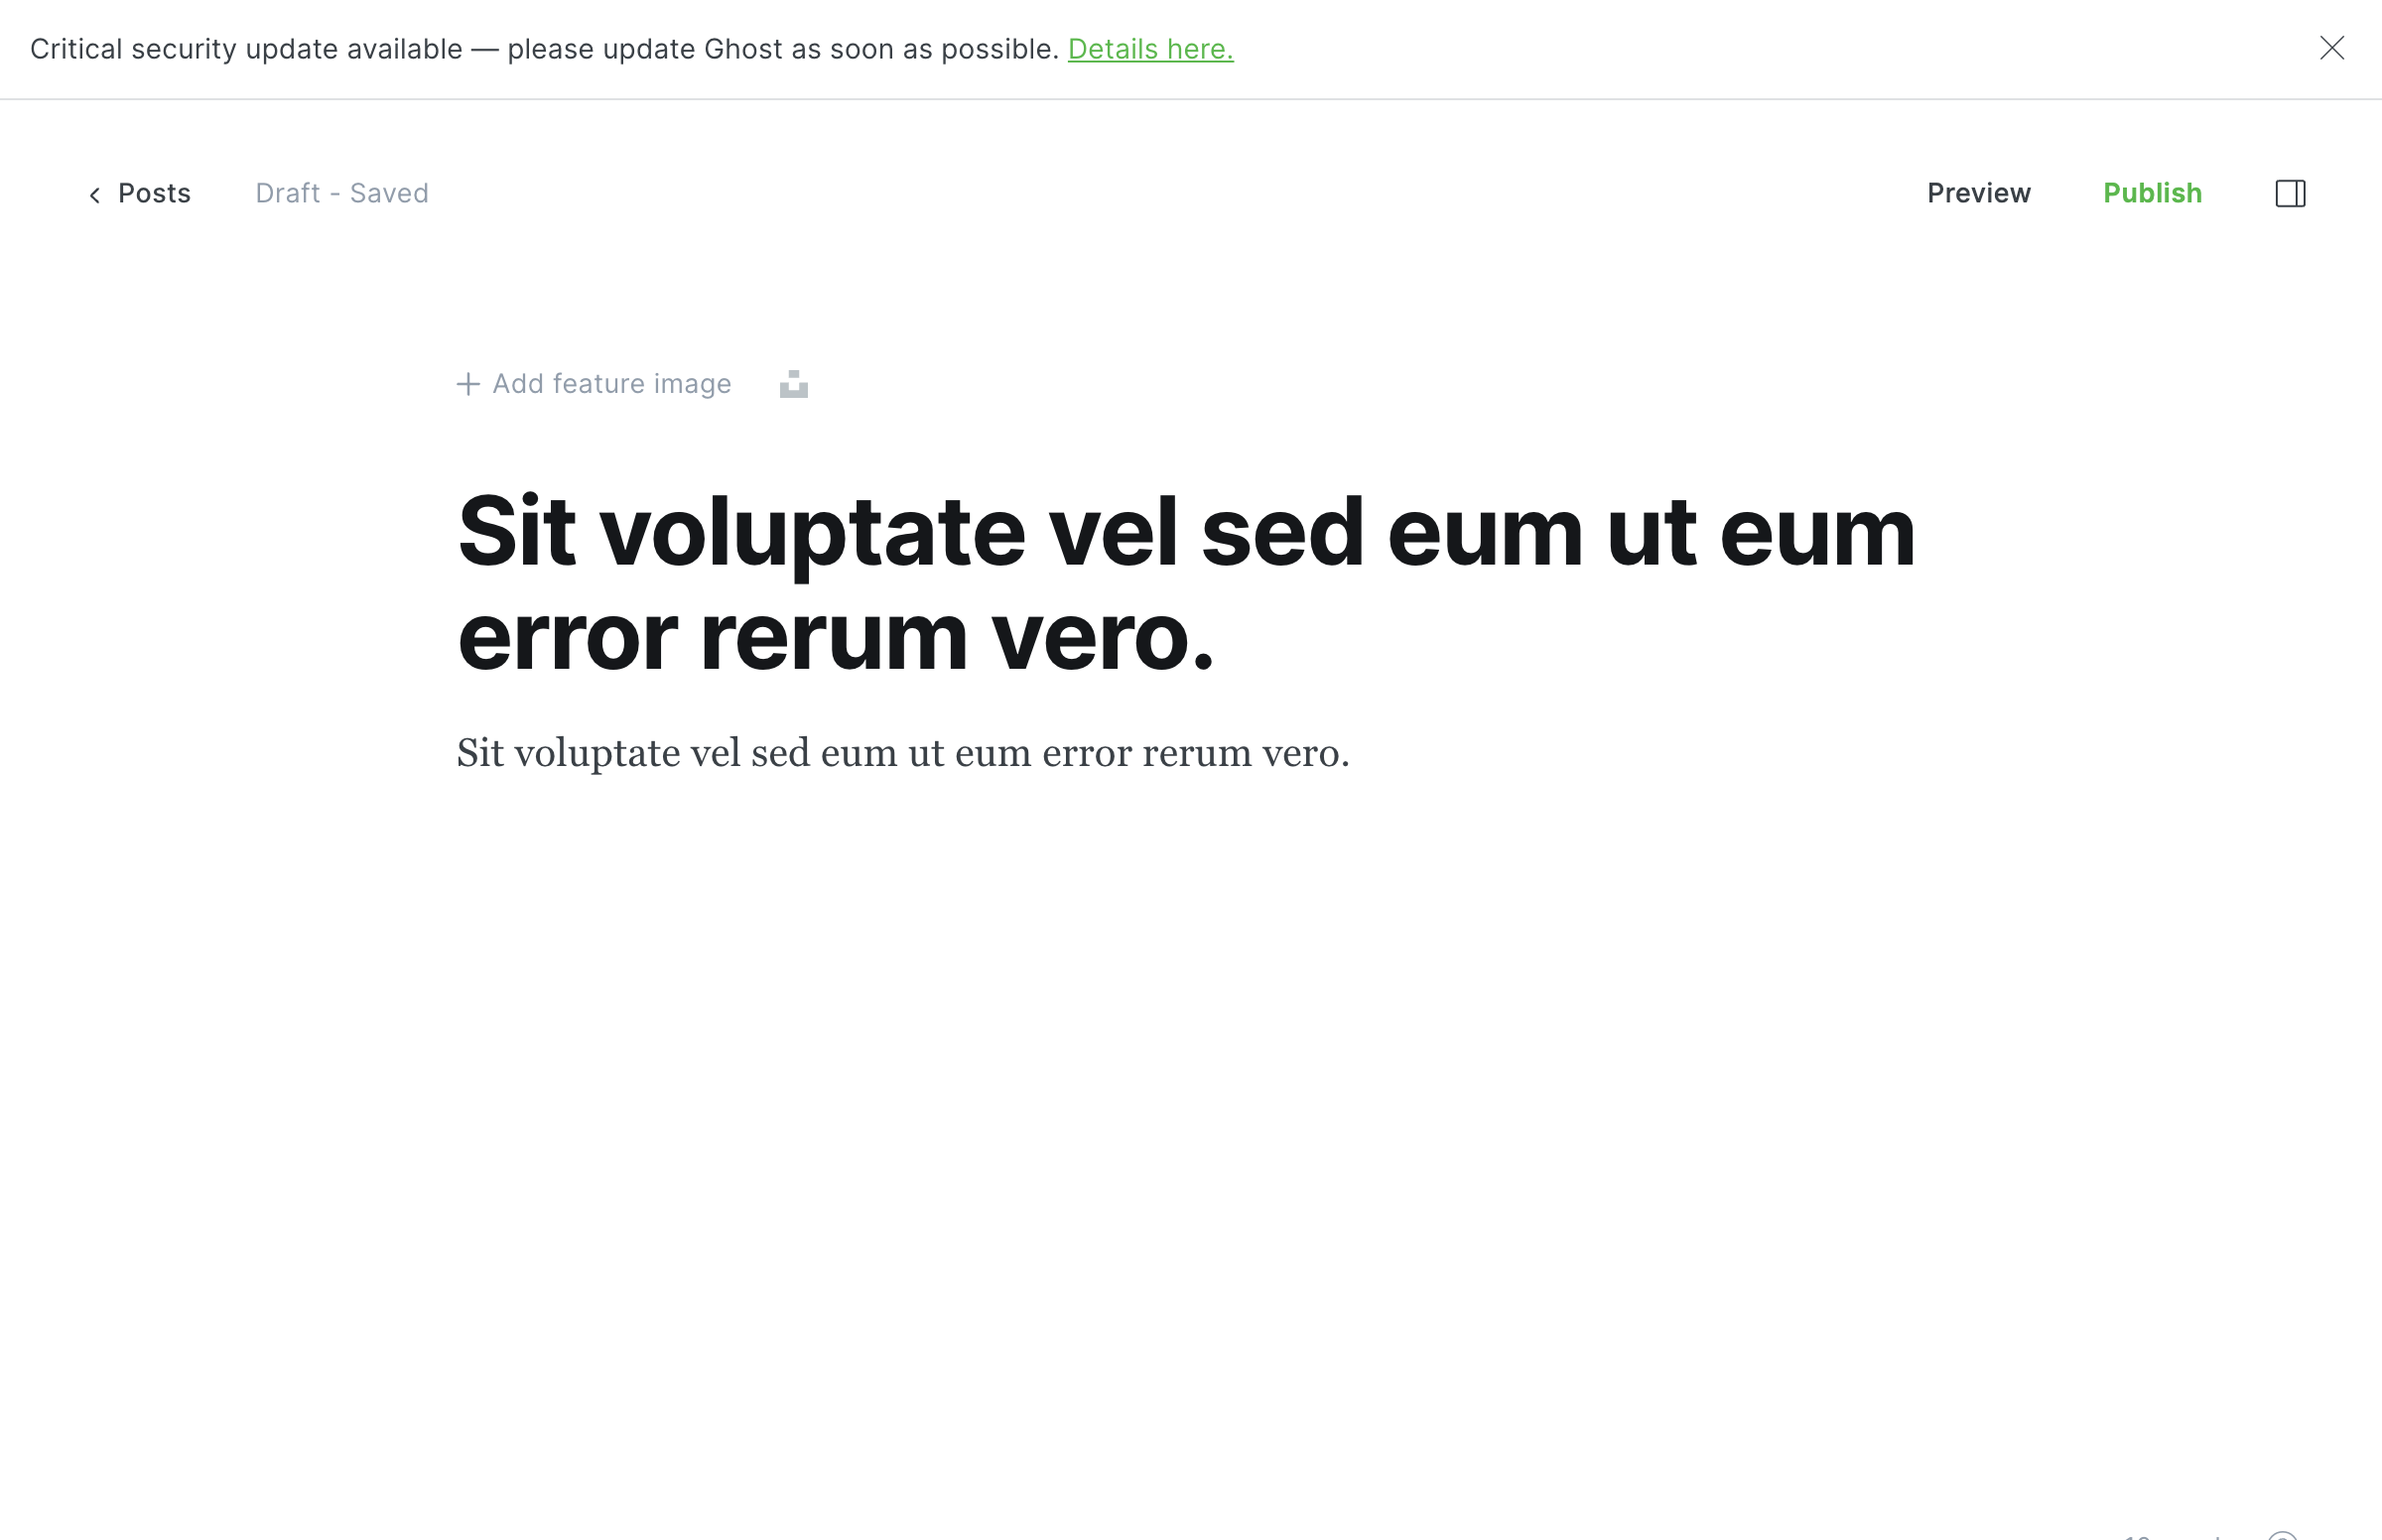 Critical security update available — please update Ghost as soon as possible. Details here.
Posts
Draft - Saved
Preview
Publish
Add feature image
Sit voluptate vel sed eum ut eum
error rerum vero.
Sit voluptate vel sed eum ut eum error rerum vero.